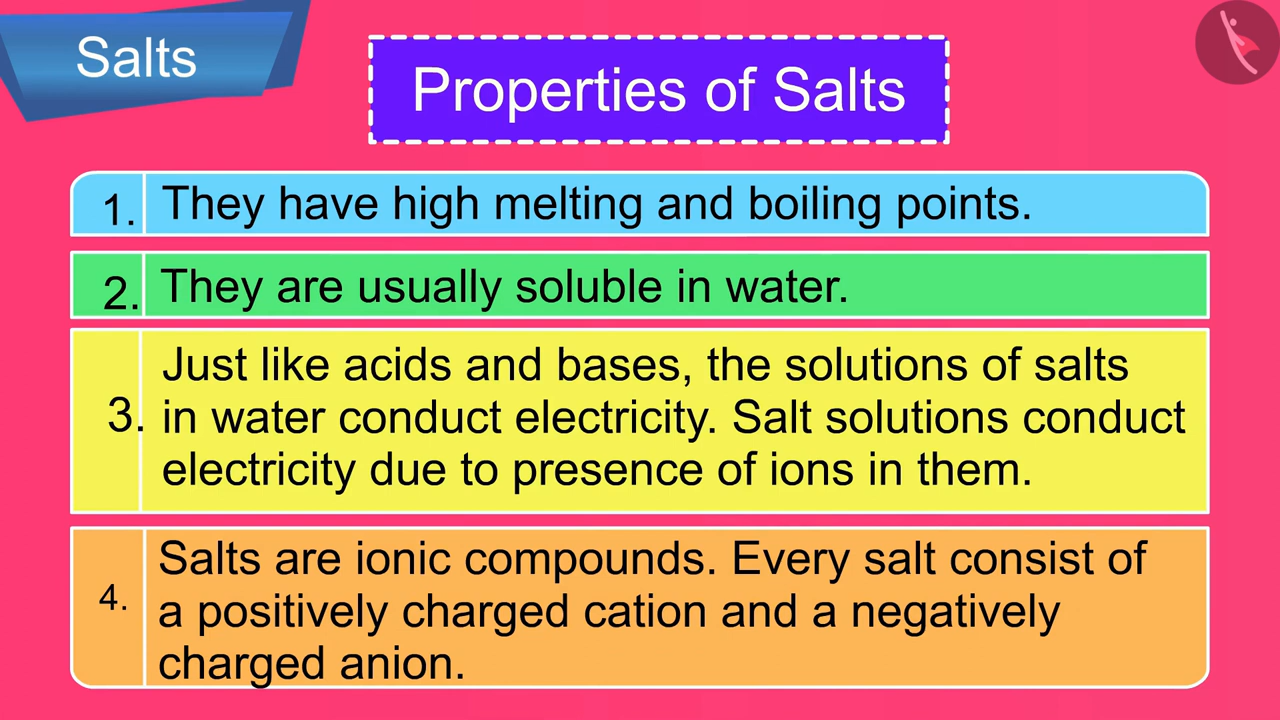 Salts
Properties of Salts
1. They have high melting and boiling points.
2. They are usually soluble in water.
3. Just like acids and bases, the solutions of salts
in water conduct electricity. Salt solutions conduct
electricity due to presence of ions in them.
4. Salts are ionic compounds. Every salt consist of
a positively charged cation and a negatively
charged anion.